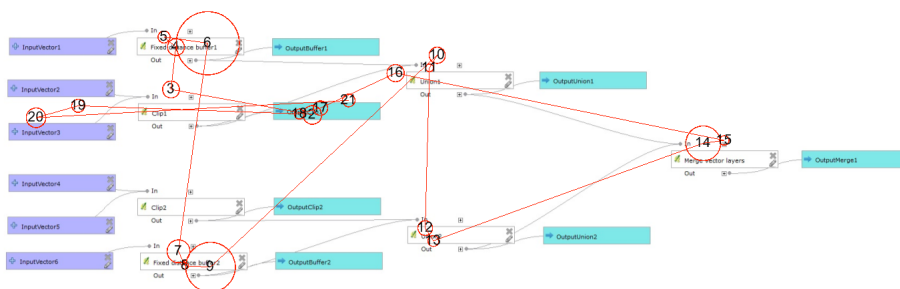 InputVector1
InputVector2
InputVector3
InputVector4
InputVector5
InputVector6
In
5
4
6
Fixed distance buffer1
Out
OutputBuffer1
3
19
20
Clip1
Out
18
2
17
21
In
Clip2
Out
OutputClip2
In
7
8
9
Fixed distance buffer2
Out
OutputBuffer2
10
16
In
11
Union1
Out
OutputUnion1
12
13
Out
OutputUnion2
In
14
15
Merge vector layers
Out
OutputMerge1